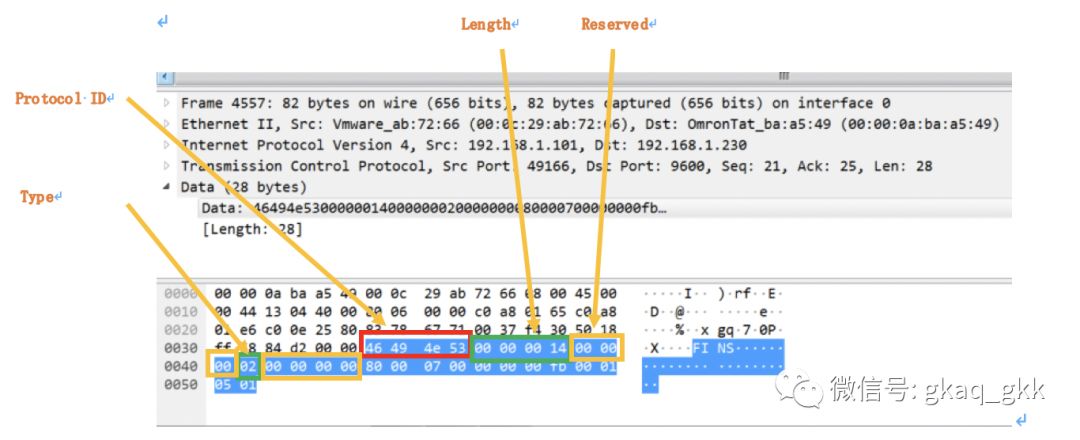 Length
Reserved
Protocol ID
Type
Frame 4557: 82 bytes on wire (656 bits), 82 bytes captured (656 bits) on interface 0
Ethernet II, Src: Vmware_ab:72:66 (00:0c:29:ab:72:66), Dst: OmronTat_ba:a5:49 (00:00:0a:ba:a5:49)
Internet Protocol Version 4, Src: 192.168.1.101, Dst: 192.168.1.230
Transmission Control Protocol, Src Port: 49166, Dst Port: 9600, Seq: 21, Ack: 25, Len: 28
Data (28 bytes)
Data: 46494e53000000140000000200000000800007000000 00fb…
[Length: 28]
0000 00 00 0a ba a5 49 00 0c 29 ab 72 66 08 00 45 00 ·····I·· )·rf··E·
0010 00 44 13 04 40 00 80 06 00 00 c0 a8 01 65 c0 a8 ·D··@··· ·····e··
0020 01 e6 c0 0e 25 80 83 78 67 71 00 37 f4 30 50 18 ····%··x gq·7·0P·
0030 ff 18 84 d2 00 00 46 49 4e 53 00 00 00 14 00 00 X····FINS······
0040 00 02 00 00 00 00 80 00 07 00 00 00 00 fb 00 01
0050 05 01 ··
微信号: gkaq_gkk